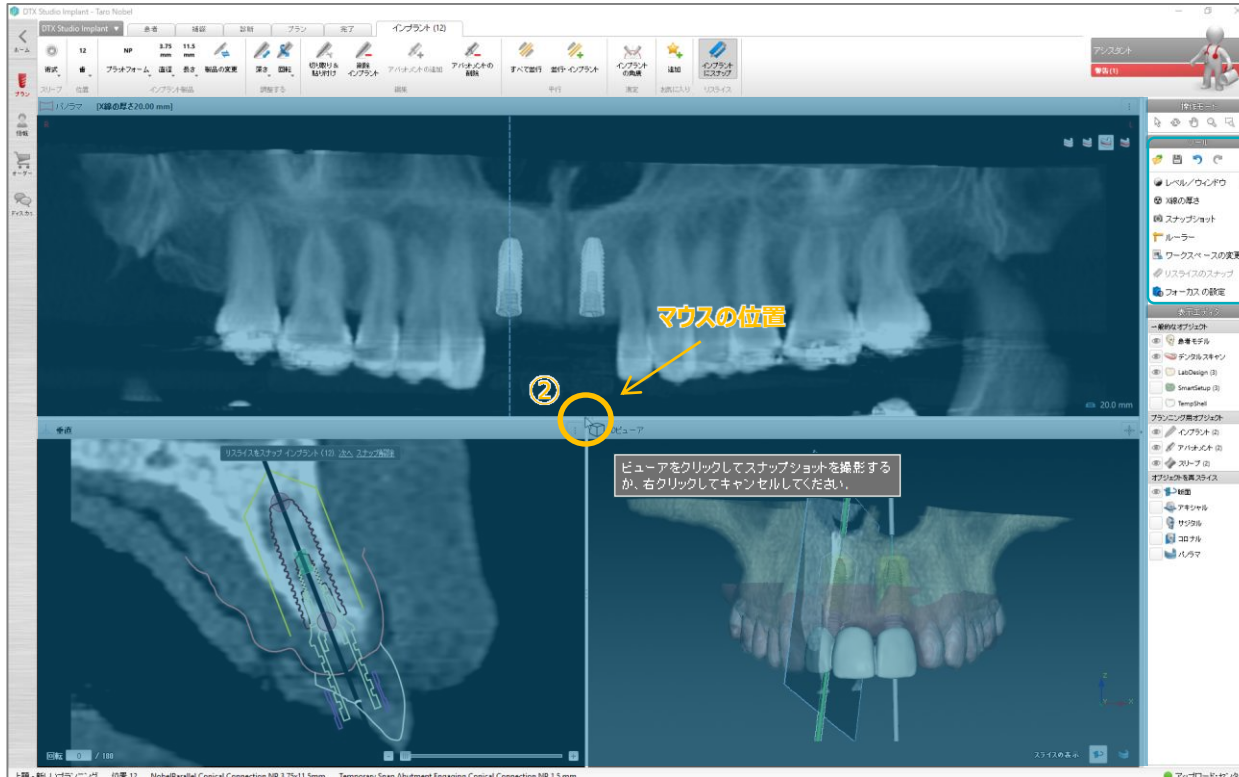 DTX Studio Implant - Taro Nobel
DTX Studio Implant
患者
診断
プラン
完了
インプラント (12)
ホーム
12
NP
3.75 mm
11.5 mm
術式
歯
プラットフォーム
直径
長さ
製品の変更
深さ
回転
切り取り& 貼り付け
削除 インプラント
アバットメントの追加
アバットメントの削除
すべて並行
並行・インプラント
インプラントの角度
追加
インプラントにスナップ
スリーブ
位置
インプラント製品
調整する
編集
平行
測定
お気に入り
リスライス
アシスタント
警告 (1)
プラン
オーダー
パノラマ
[X線の厚さ20.00 mm]
操作モード
ツール
レベル/ウィンドウ
X線の厚さ
スナップショット
ルーラー
ワークスペースの変更
リスライスのスナップ
フォーカスの設定
マウスの位置
②
20.0 mm
表示エディタ
一般的なオブジェクト
患者モデル
デンタルスキャン
LabDesign (3)
SmartSetup (3)
TempShell
プランニング用オブジェクト
インプラント (2)
アバットメント (2)
スリーブ (2)
オブジェクトを再スライス
断面
アキシャル
サジタル
コロナル
パノラマ
垂直
ビューア
リスライスをスナップ インプラント (12) 次へ スナップ解除
ビューアをクリックしてスナップショットを撮影する
か、右クリックしてキャンセルしてください.
回転 0 / 180
スライスの表示
Z
X
上顎 - 新しいプランニング
位置 12
NobelParallel Conical Connection NP 3.75x11.5mm
Temporary Snap Abutment Engaging Conical Connection NP 1.5 mm